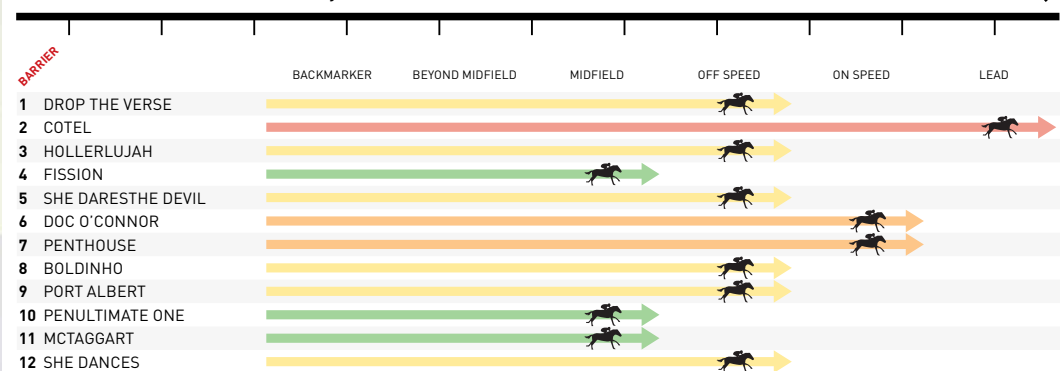 BARRIER
BACKMARKER BEYOND MIDFIELD MIDFIELD OFF SPEED ON SPEED LEAD
1 DROP THE VERSE
2 COTEL
3 HOLLERLUJAH
4 FISSION
5 SHE DARESTHE DEVIL
6 DOC O'CONNOR
7 PENTHOUSE
8 BOLDINHO
9 PORT ALBERT
10 PENULTIMATE ONE
11 MCTAGGART
12 SHE DANCES